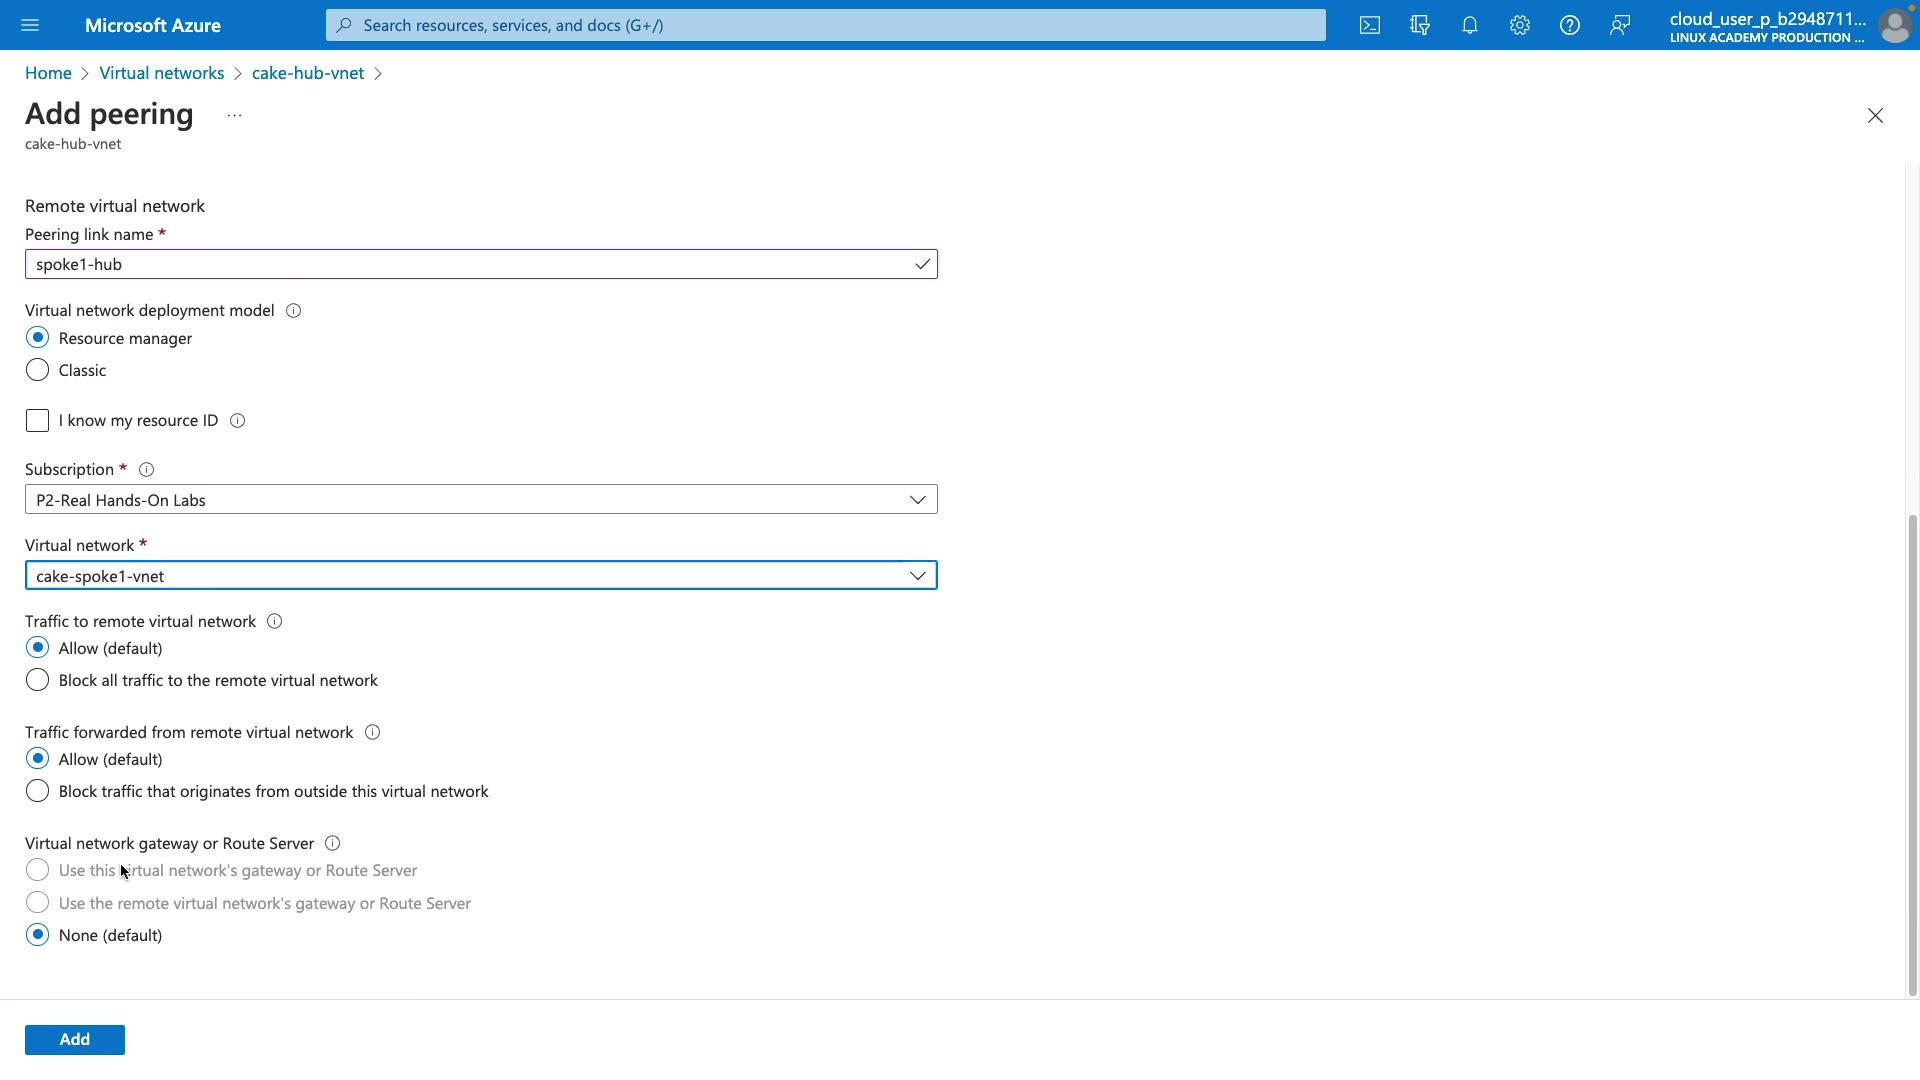 Microsoft Azure
Search resources, services, and docs (G+/)
cloud_user_p_b2948711...
LINUX ACADEMY PRODUCTION ...
Home > Virtual networks > cake-hub-vnet >
Add peering ...
cake-hub-vnet
Remote virtual network
Peering link name *
spoke1-hub
Virtual network deployment model
Resource manager
Classic
I know my resource ID
Subscription *
P2-Real Hands-On Labs
Virtual network *
cake-spoke1-vnet
Traffic to remote virtual network
Allow (default)
Block all traffic to the remote virtual network
Traffic forwarded from remote virtual network
Allow (default)
Block traffic that originates from outside this virtual network
Virtual network gateway or Route Server
Use this virtual network's gateway or Route Server
Use the remote virtual network's gateway or Route Server
None (default)
Add